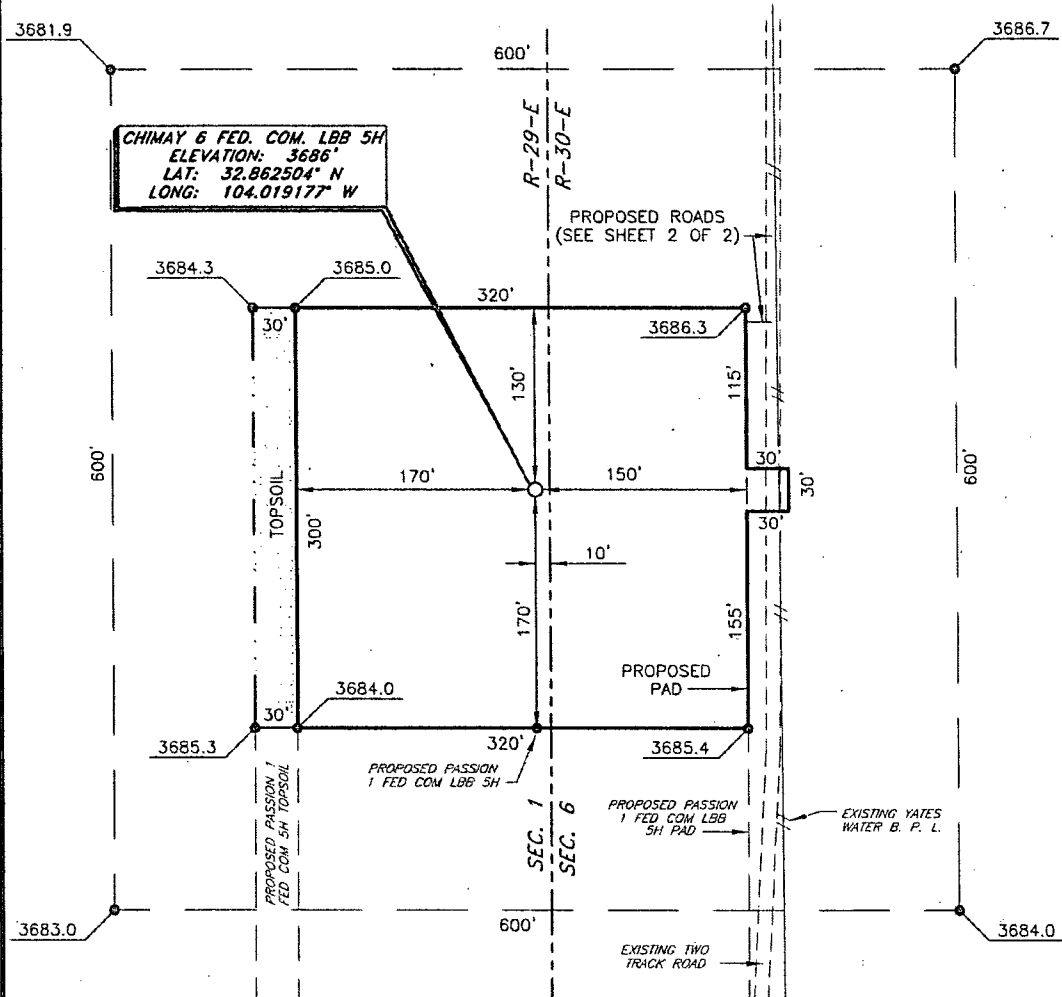 3681.9
3686.7
600'
R-29-E
R-30-E
CHIMAY 6 FED. COM. LBB 5H
ELEVATION: 3686'
LAT: 32.862504° N
LONG: 104.019177° W
PROPOSED ROADS
(SEE SHEET 2 OF 2)
3684.3
3685.0
320'
30'
3686.3
130'
115'
600'
TOPSOIL
300'
170'
150'
30'
30'
30'
600'
10'
170'
155'
PROPOSED
PAD
3684.0
30'
3685.3
320'
3685.4
PROPOSED PASSION
1 FED COM LBB 5H
PROPOSED PASSION 1
FED COM 5H TOPSOIL
SEC. 1
SEC. 6
PROPOSED PASSION
1 FED COM LBB
5H PAD
EXISTING YATES
WATER B. P. L.
3683.0
600'
3684.0
EXISTING TWO
TRACK ROAD